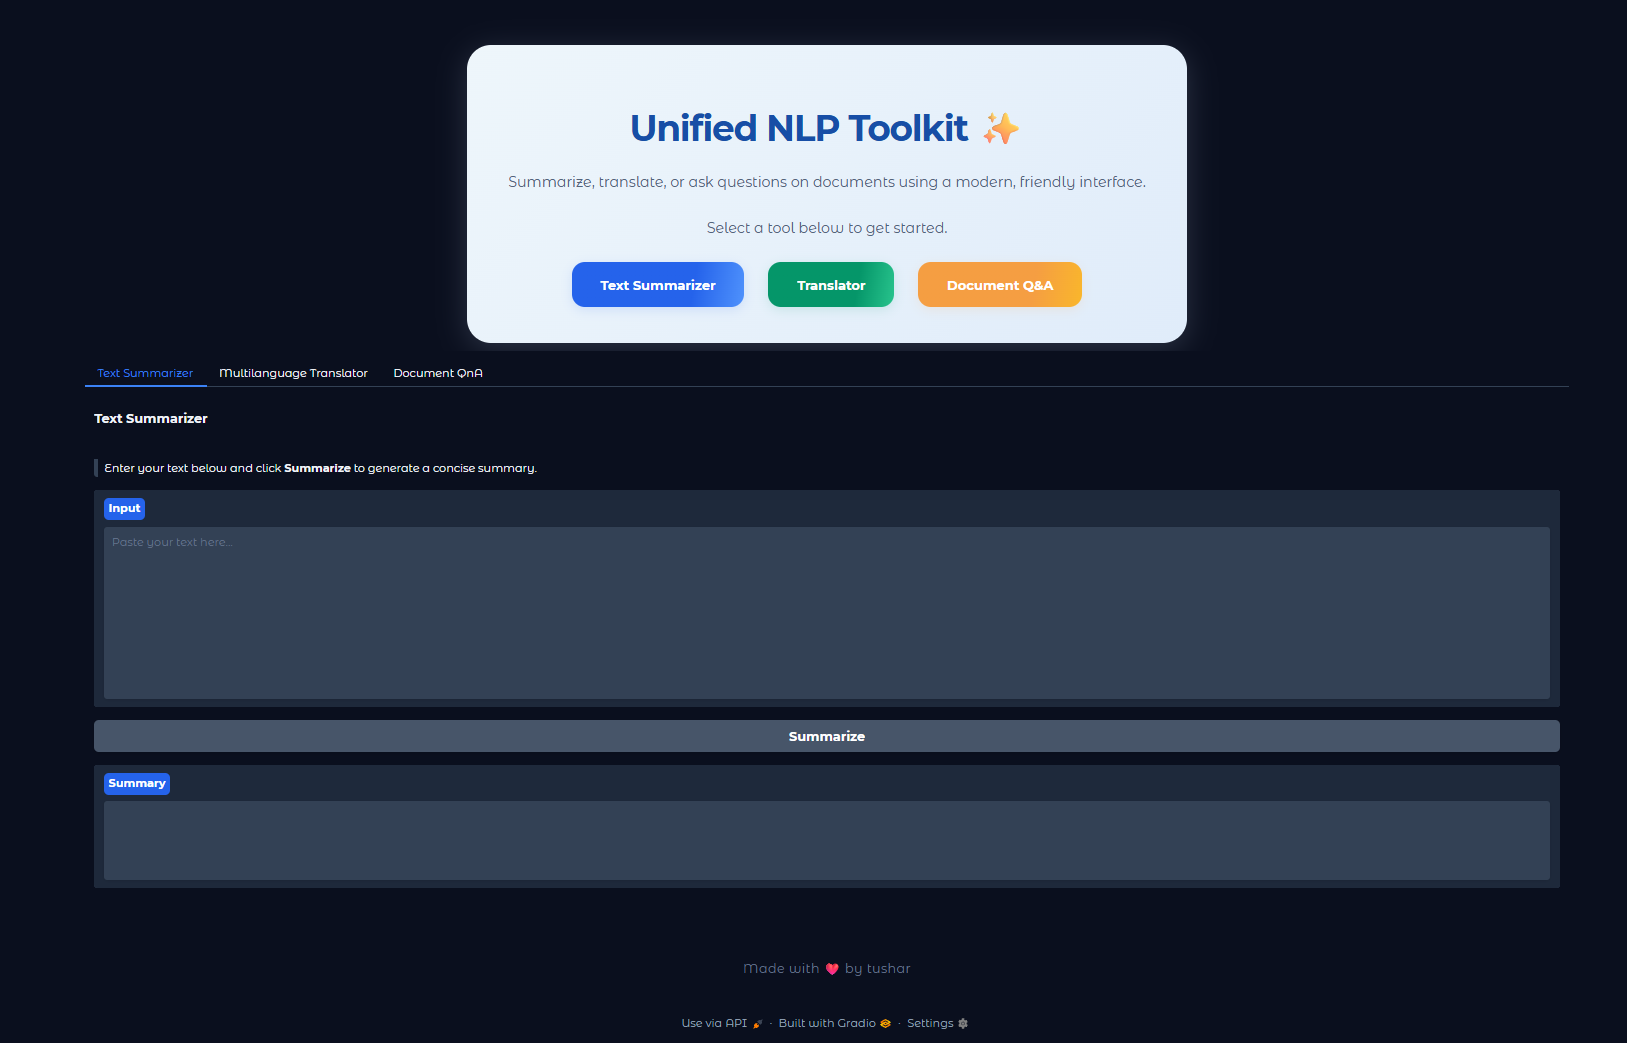 Unified NLP Toolkit ✨
Summarize, translate, or ask questions on documents using a modern, friendly interface.
Select a tool below to get started.
Text Summarizer Translator Document Q&A
Text Summarizer Multilanguage Translator Document QnA
Text Summarizer
Enter your text below and click Summarize to generate a concise summary.
Input
Paste your text here...
Summarize
Summary
Made with ❤️ by tushar
Use via API 🚀 · Built with Gradio · Settings ⚙️